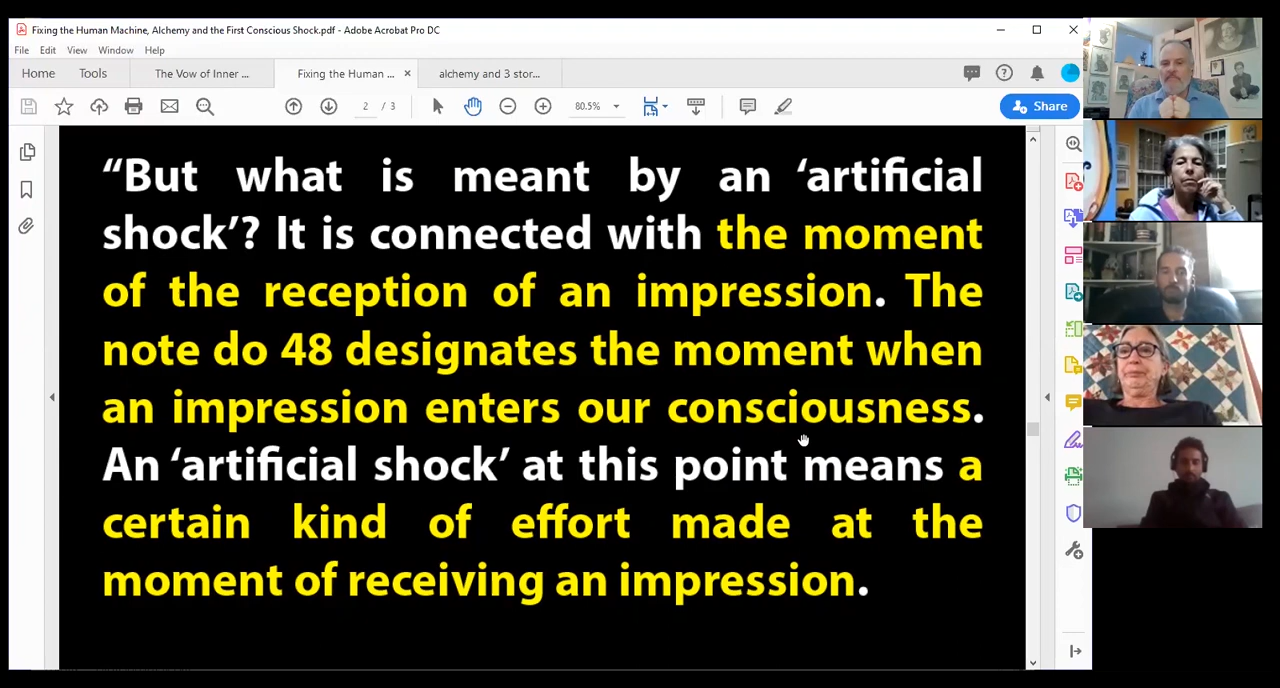 Fixing the Human Machine, Alchemy and the First Conscious Shock.pdf - Adobe Acrobat Pro DC
File Edit View Window Help
Home Tools The Vow of Inner ... Fixing the Human ... × alchemy and 3 stor...
2 / 3 80.5% Share
“But what is meant by an ‘artificial
shock’? It is connected with the moment
of the reception of an impression. The
note do 48 designates the moment when
an impression enters our consciousness.
An ‘artificial shock’ at this point means a
certain kind of effort made at the
moment of receiving an impression.